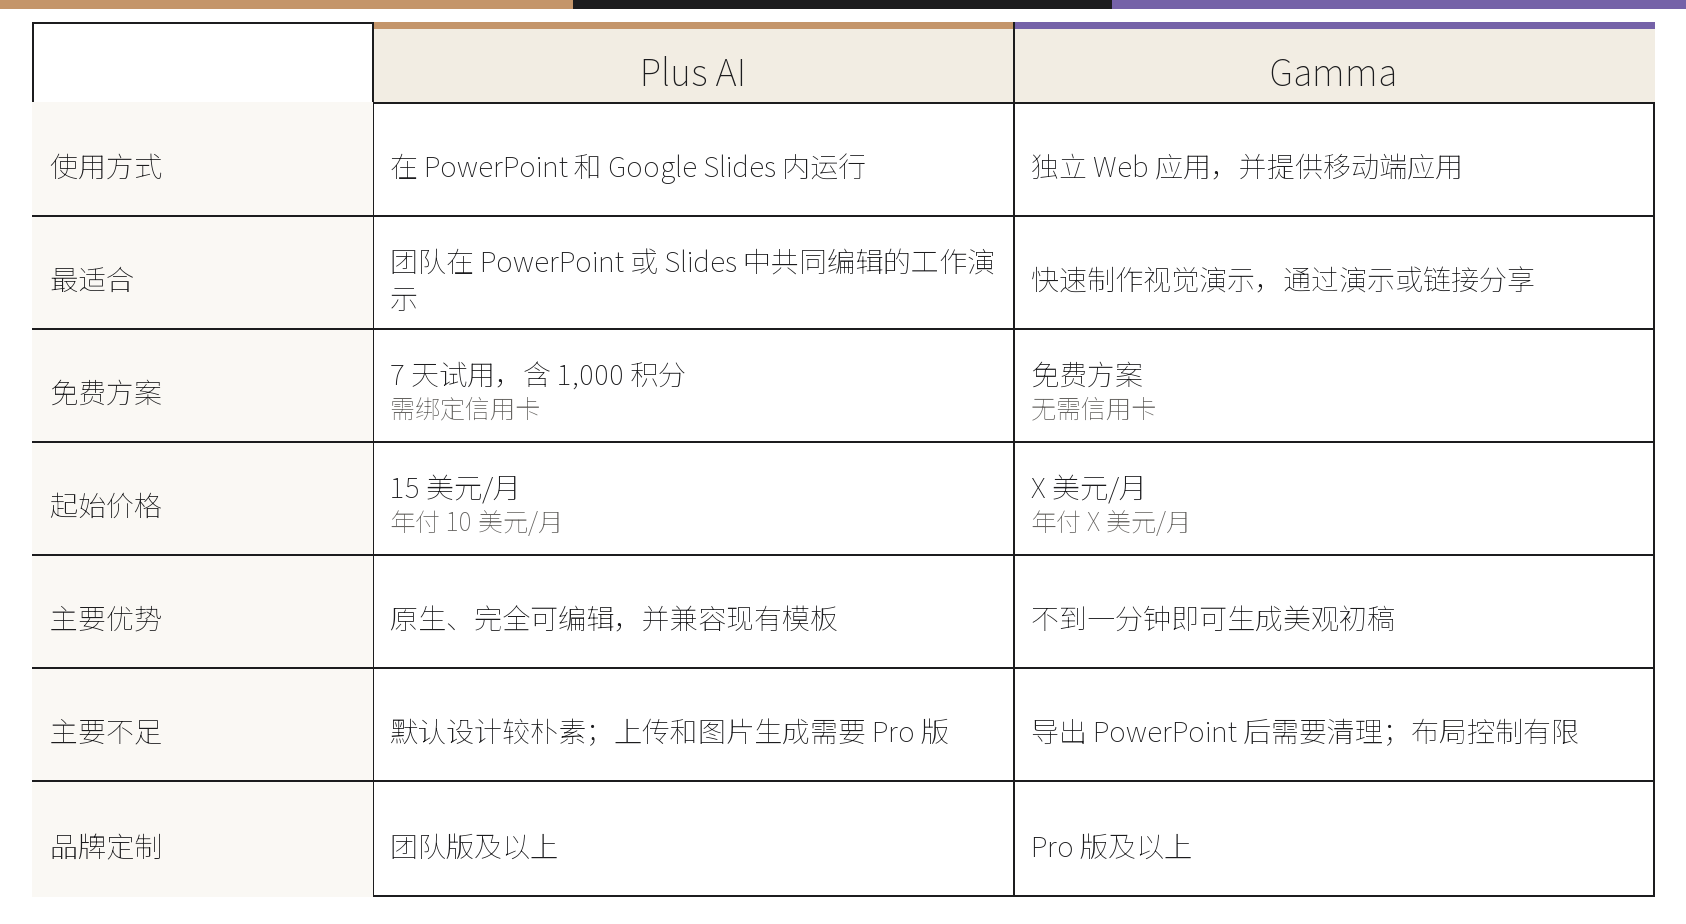 Plus AI
Gamma
使用方式
在 PowerPoint 和 Google Slides 内运行
独立 Web 应用，并提供移动端应用
最适合
团队在 PowerPoint 或 Slides 中共同编辑的工作演
示
快速制作视觉演示，通过演示或链接分享
免费方案
7 天试用，含 1,000 积分
需绑定信用卡
免费方案
无需信用卡
起始价格
15 美元/月
年付 10 美元/月
X 美元/月
年付 X 美元/月
主要优势
原生、完全可编辑，并兼容现有模板
不到一分钟即可生成美观初稿
主要不足
默认设计较朴素；上传和图片生成需要 Pro 版
导出 PowerPoint 后需要清理；布局控制有限
品牌定制
团队版及以上
Pro 版及以上